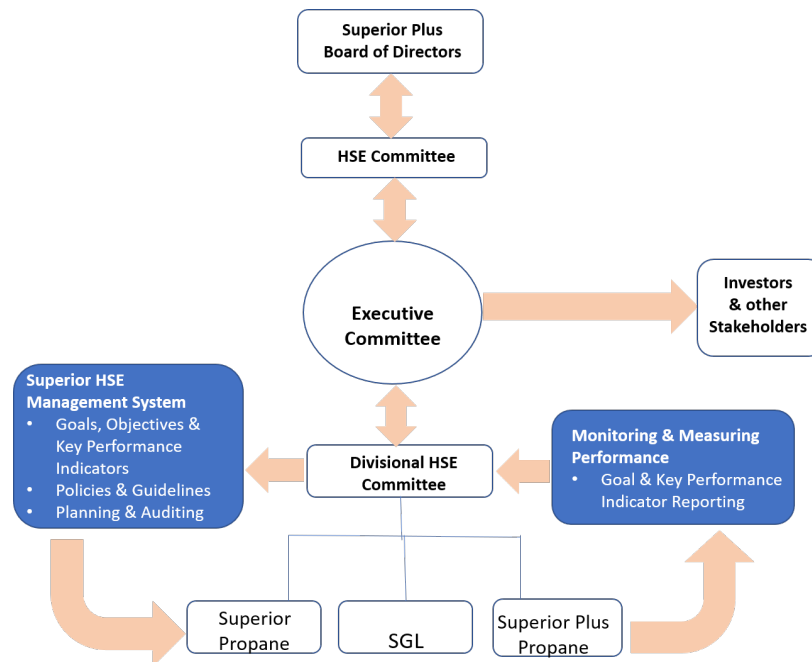 Superior Plus
Board of Directors
HSE Committee
Executive
Committee
Investors
& other
Stakeholders
Superior HSE
Management System
• Goals, Objectives &
Key Performance
Indicators
• Policies & Guidelines
• Planning & Auditing
Divisional HSE
Committee
Monitoring & Measuring
Performance
• Goal & Key Performance
Indicator Reporting
Superior
Propane
SGL
Superior Plus
Propane